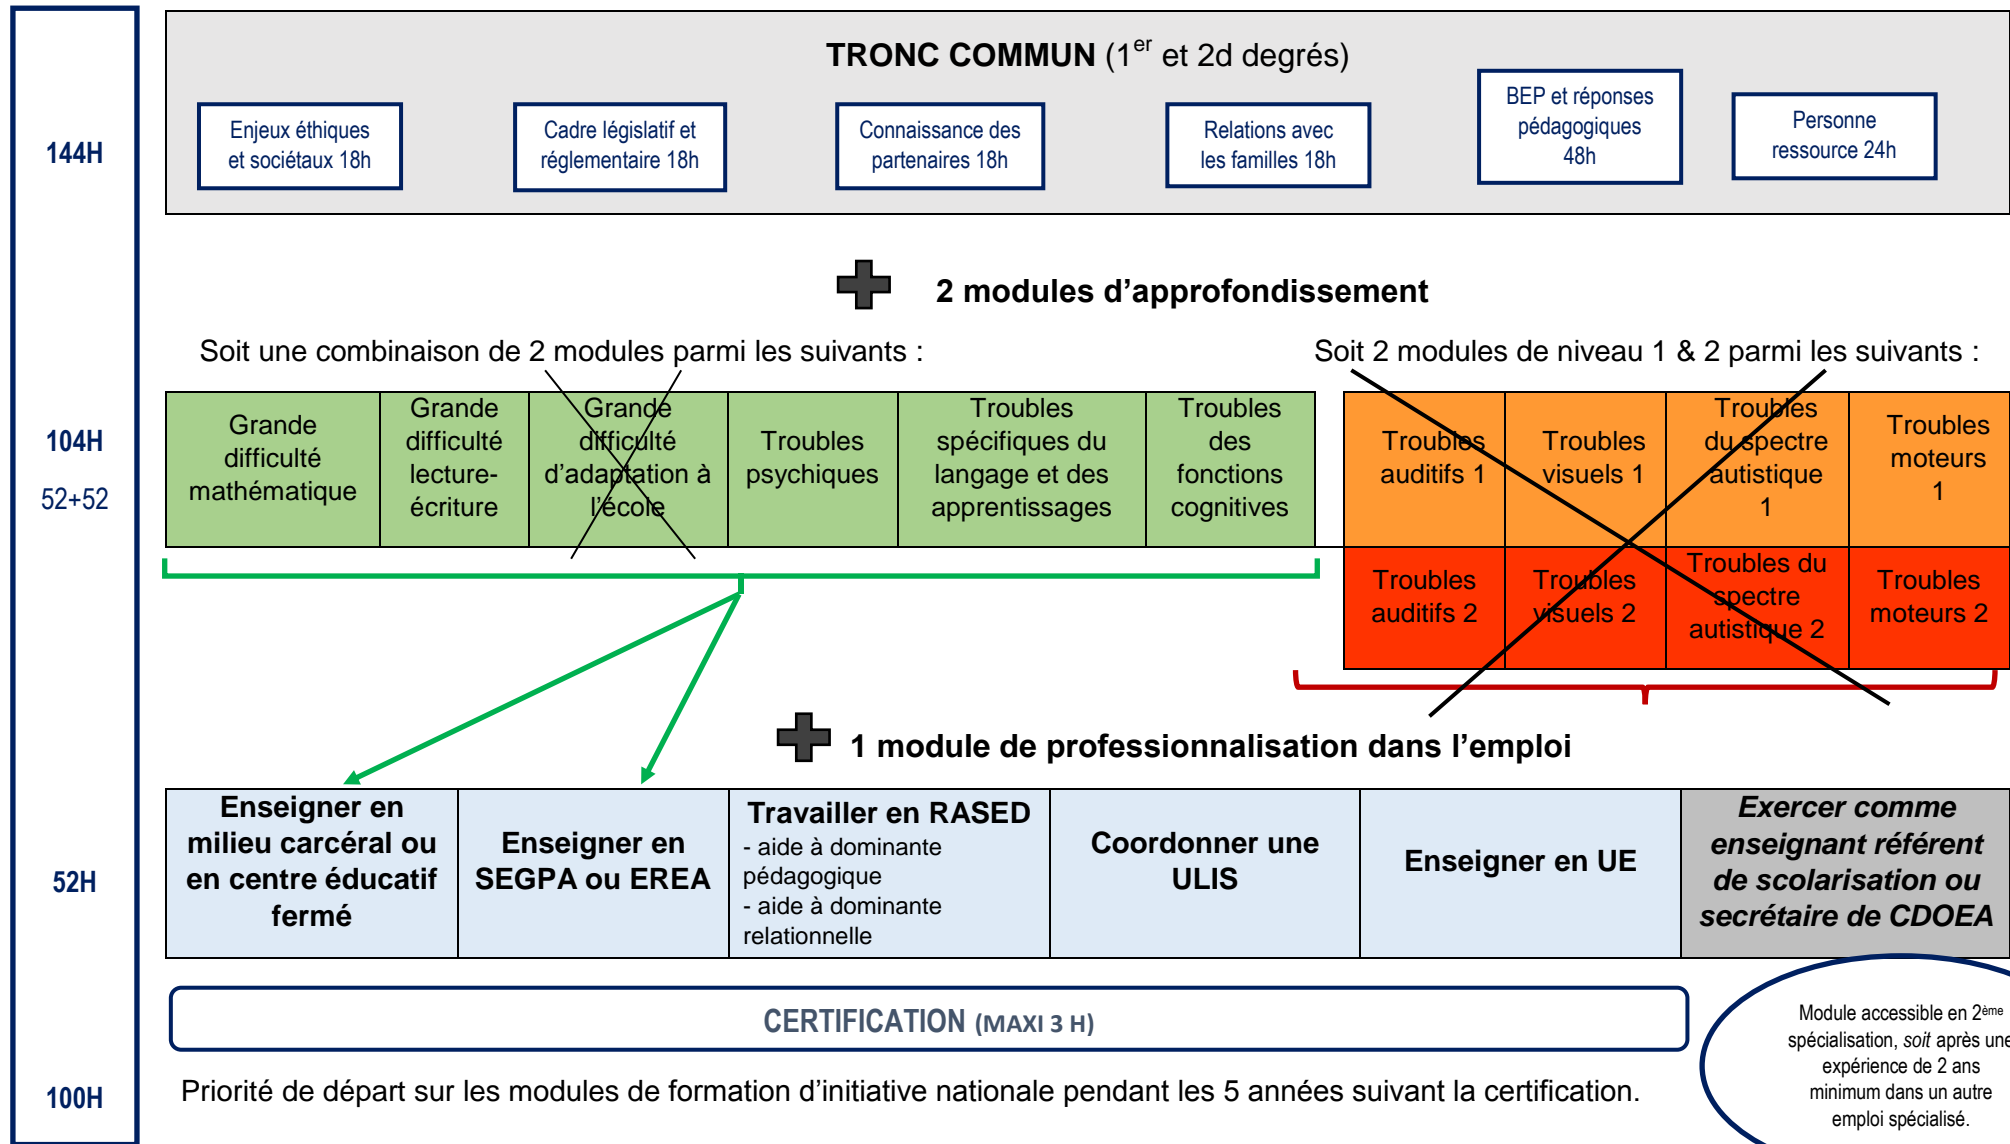 TRONC COMMUN (1er et 2d degrés)
144H
Enjeux éthiques
et sociétaux 18h
Cadre législatif et
réglementaire 18h
Connaissance des
partenaires 18h
Relations avec
les familles 18h
BEP et réponses
pédagogiques
48h
Personne
ressource 24h
2 modules d'approfondissement
Soit une combinaison de 2 modules parmi les suivants :
Soit 2 modules de niveau 1 & 2 parmi les suivants :
104H
52+52
Grande
difficulté
mathématique
Grande
difficulté
lecture-
écriture
Grande
difficulté
d'adaptation à
l'école
Troubles
psychiques
Troubles
spécifiques du
langage et des
apprentissages
Troubles
des
fonctions
cognitives
Troubles
auditifs 1
Troubles
visuels 1
Troubles
du spectre
autistique
1
Troubles
moteurs
1
Troubles
auditifs 2
Troubles
visuels 2
Troubles du
spectre
autistique 2
Troubles
moteurs 2
1 module de professionnalisation dans l'emploi
52H
Enseigner en
milieu carcéral ou
en centre éducatif
fermé
Enseigner en
SEGPA ou EREA
Travailler en RASED
- aide à dominante
pédagogique
- aide à dominante
relationnelle
Coordonner une
ULIS
Enseigner en UE
Exercer comme
enseignant référent
de scolarisation ou
secrétaire de CDOEA
CERTIFICATION (MAXI 3 H)
Module accessible en 2ème
spécialisation, soit après une
expérience de 2 ans
minimum dans un autre
emploi spécialisé.
100H
Priorité de départ sur les modules de formation d'initiative nationale pendant les 5 années suivant la certification.